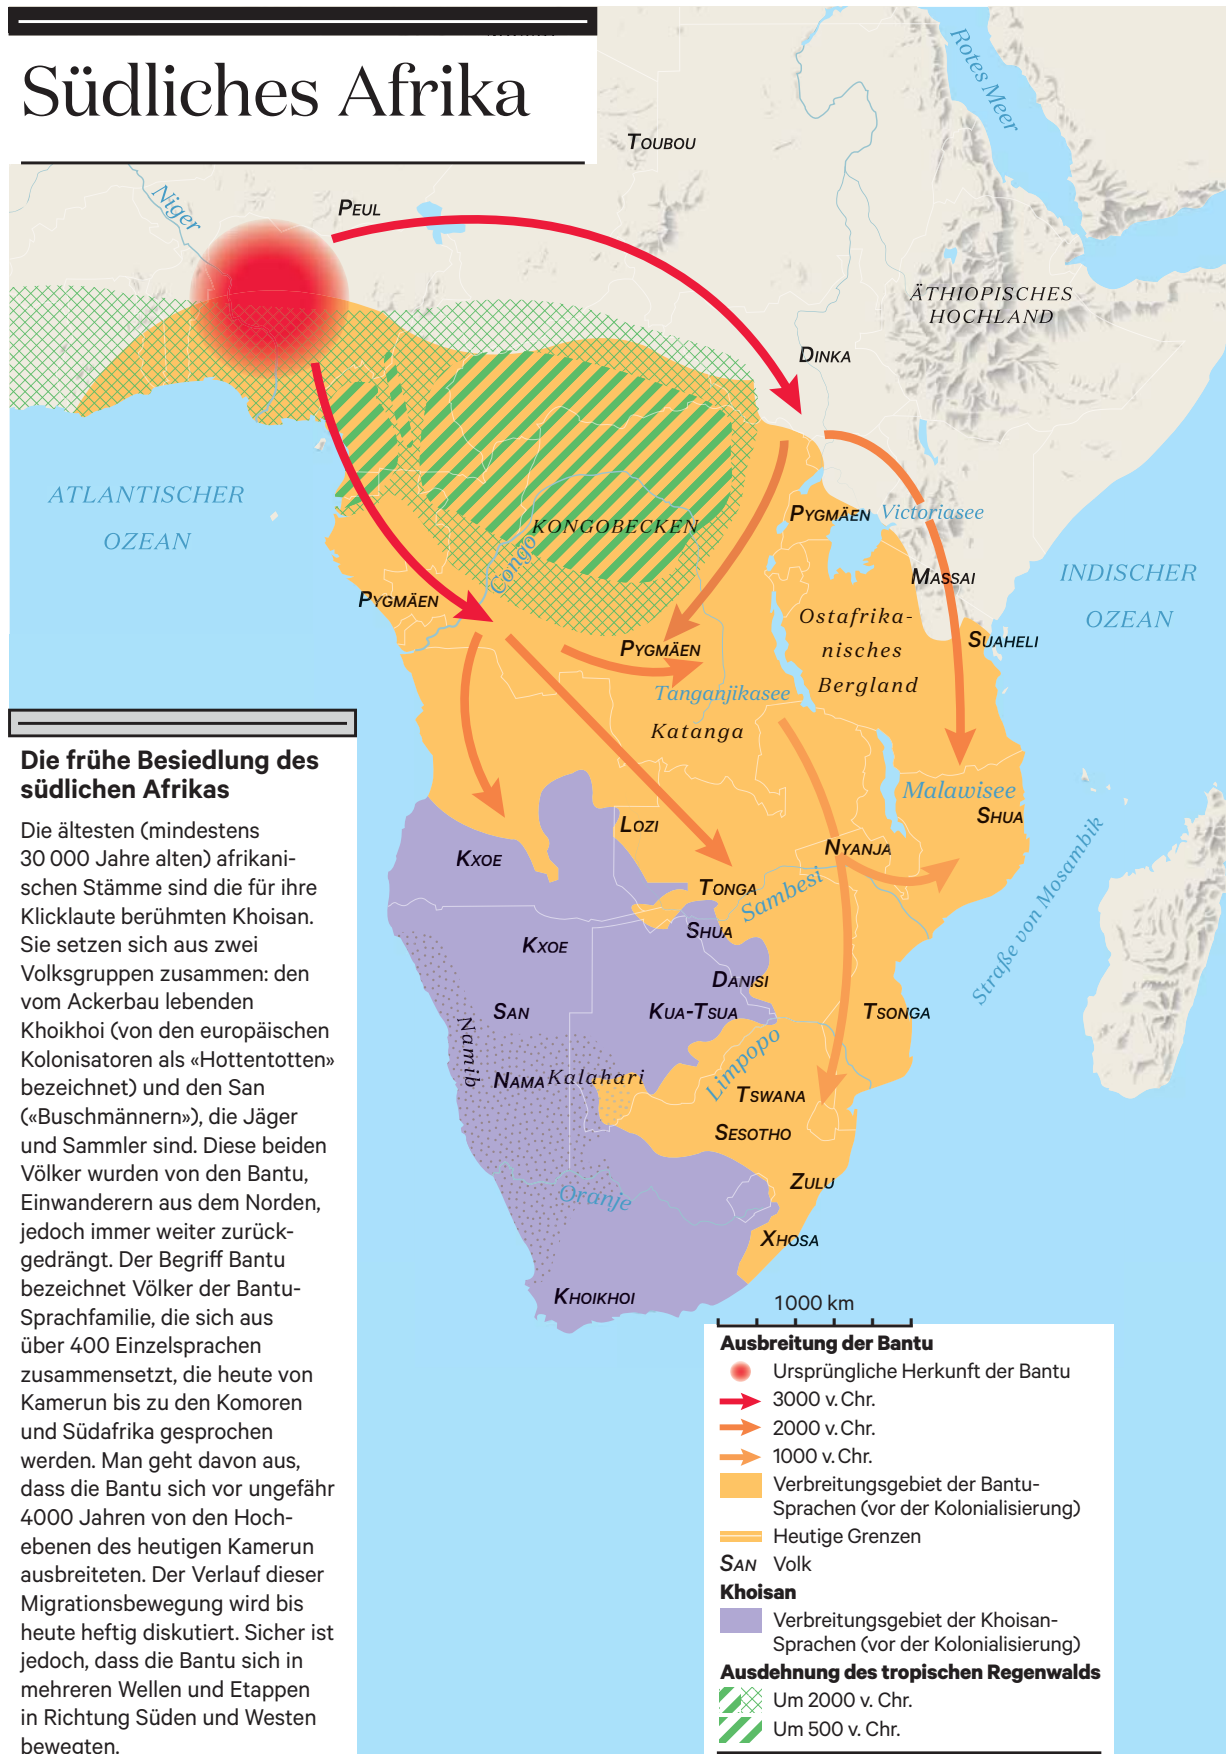 Südliches Afrika
Rotes Meer
TOUBOU
Niger
PEUL
ÄTHIOPISCHES
HOCHLAND
DINKA
ATLANTISCHER
OZEAN
KONGOBECKEN
PYGMÄEN
Victoriasee
Congo
INDISCHER
OZEAN
MASSAI
PYGMÄEN
Ostafrika-
nisches
Bergland
SUAHELI
PYGMÄEN
Tanganjikasee
Katanga
Malawisee
SHUA
LOZI
NYANJA
KXOE
TONGA
Sambesi
Straße von Mosambik
SHUA
KXOE
DANISI
SAN
KUA-TSUA
TSONGA
Namib
NAMA
Kalahari
Limpopo
TSWANA
SESOTHO
ZULU
Oranje
XHOSA
KHOIKHOI
Die frühe Besiedlung des
südlichen Afrikas
Die ältesten (mindestens
30 000 Jahre alten) afrikani-
schen Stämme sind die für ihre
Klicklaute berühmten Khoisan.
Sie setzen sich aus zwei
Volksgruppen zusammen: den
vom Ackerbau lebenden
Khoikhoi (von den europäischen
Kolonisatoren als «Hottentotten»
bezeichnet) und den San
(«Buschmännern»), die Jäger
und Sammler sind. Diese beiden
Völker wurden von den Bantu,
Einwanderern aus dem Norden,
jedoch immer weiter zurück-
gedrängt. Der Begriff Bantu
bezeichnet Völker der Bantu-
Sprachfamilie, die sich aus
über 400 Einzelsprachen
zusammensetzt, die heute von
Kamerun bis zu den Komoren
und Südafrika gesprochen
werden. Man geht davon aus,
dass die Bantu sich vor ungefähr
4000 Jahren von den Hoch-
ebenen des heutigen Kamerun
ausbreiteten. Der Verlauf dieser
Migrationsbewegung wird bis
heute heftig diskutiert. Sicher ist
jedoch, dass die Bantu sich in
mehreren Wellen und Etappen
in Richtung Süden und Westen
bewegten.
1000 km
Ausbreitung der Bantu
Ursprüngliche Herkunft der Bantu
3000 v. Chr.
2000 v. Chr.
1000 v. Chr.
Verbreitungsgebiet der Bantu-
Sprachen (vor der Kolonialisierung)
Heutige Grenzen
SAN Volk
Khoisan
Verbreitungsgebiet der Khoisan-
Sprachen (vor der Kolonialisierung)
Ausdehnung des tropischen Regenwalds
Um 2000 v. Chr.
Um 500 v. Chr.